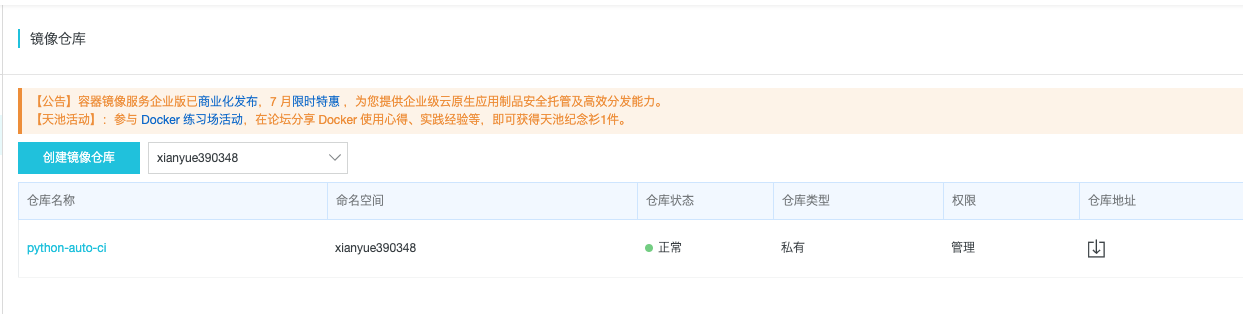 镜像仓库
【公告】容器镜像服务企业版已商业化发布，7 月限时特惠 ，为您提供企业级云原生应用制品安全托管及高效分发能力。
【天池活动】：参与 Docker 练习场活动，在论坛分享 Docker 使用心得、实践经验等，即可获得天池纪念衫1件。
创建镜像仓库 xianyue390348
仓库名称 命名空间 仓库状态 仓库类型 权限 仓库地址
python-auto-ci xianyue390348 正常 私有 管理